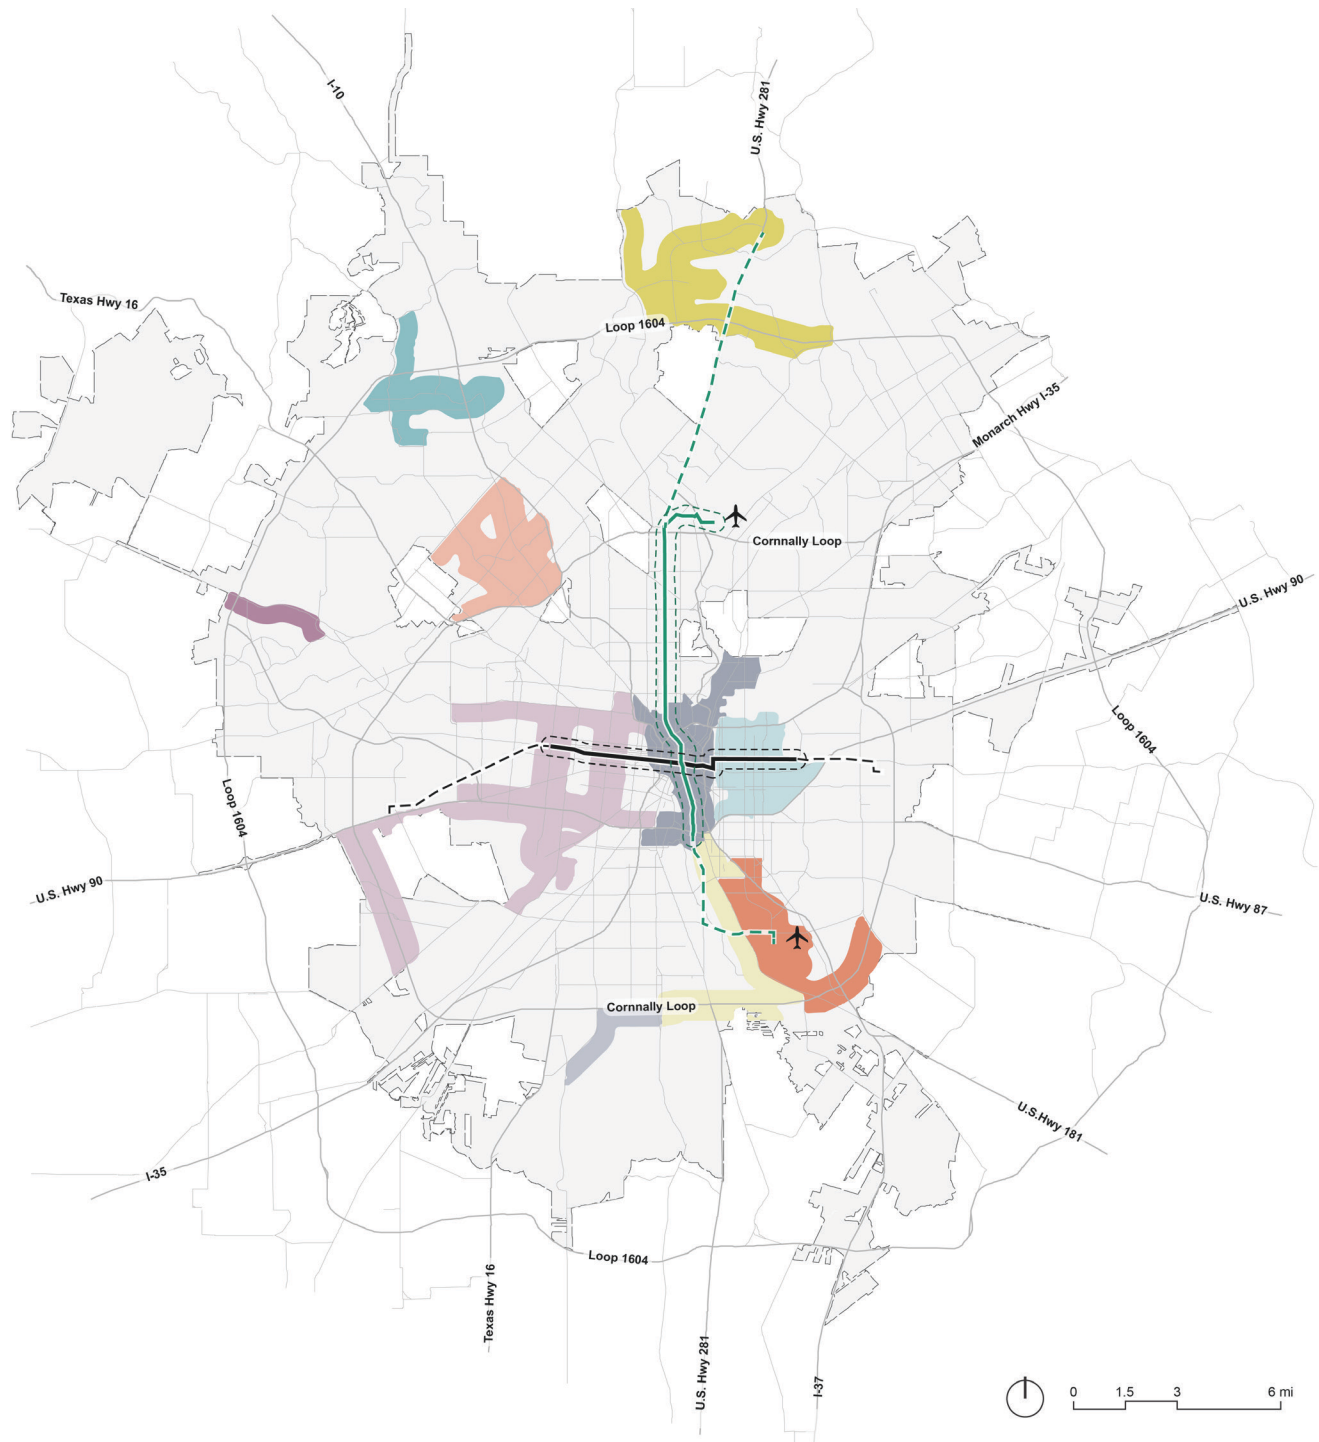 I-10
U.S. Hwy 281
Texas Hwy 16
Loop 1604
Monarch Hwy I-35
Cornnally Loop
U.S. Hwy 90
Loop 1604
Loop 1604
U.S. Hwy 90
U.S. Hwy 87
Cornnally Loop
U.S.Hwy 181
I-35
Loop 1604
Texas Hwy 16
U.S. Hwy 281
I-37
0 1.5 3 6 mi